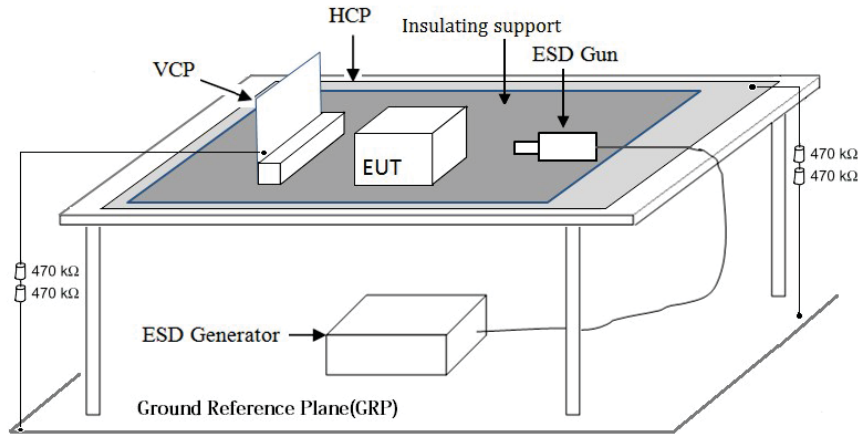 HCP
Insulating support
ESD Gun
VCP
EUT
470 kΩ
470 kΩ
470 kΩ
470 kΩ
ESD Generator
Ground Reference Plane(GRP)